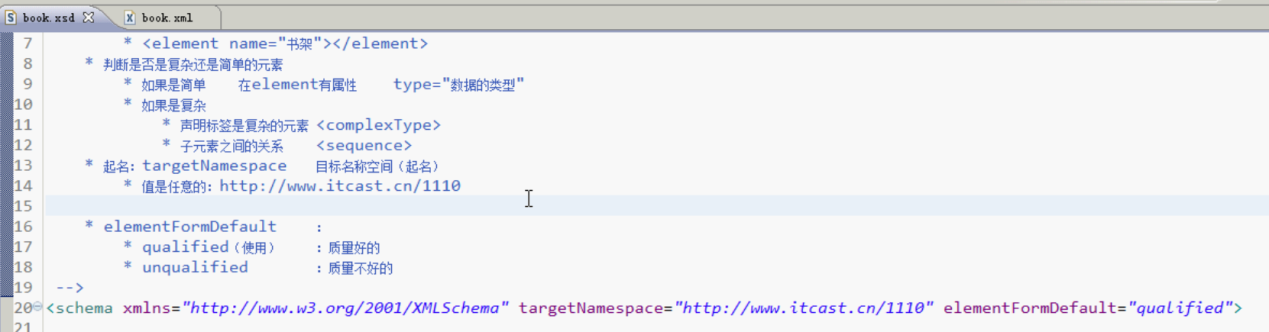 book.xsd book.xml
7 * <element name="书架"></element>
8 * 判断是否是复杂还是简单的元素
9 * 如果是简单 在element有属性 type="数据的类型"
10 * 如果是复杂
11 * 声明标签是复杂的元素 <complexType>
12 * 子元素之间的关系 <sequence>
13 * 起名：targetNamespace 目标名称空间（起名）
14 * 值是任意的：http://www.itcast.cn/1110
15
16 * elementFormDefault :
17 * qualified（使用） : 质量好的
18 * unqualified : 质量不好的
19 -->
20 <schema xmlns="http://www.w3.org/2001/XMLSchema" targetNamespace="http://www.itcast.cn/1110" elementFormDefault="qualified">
21